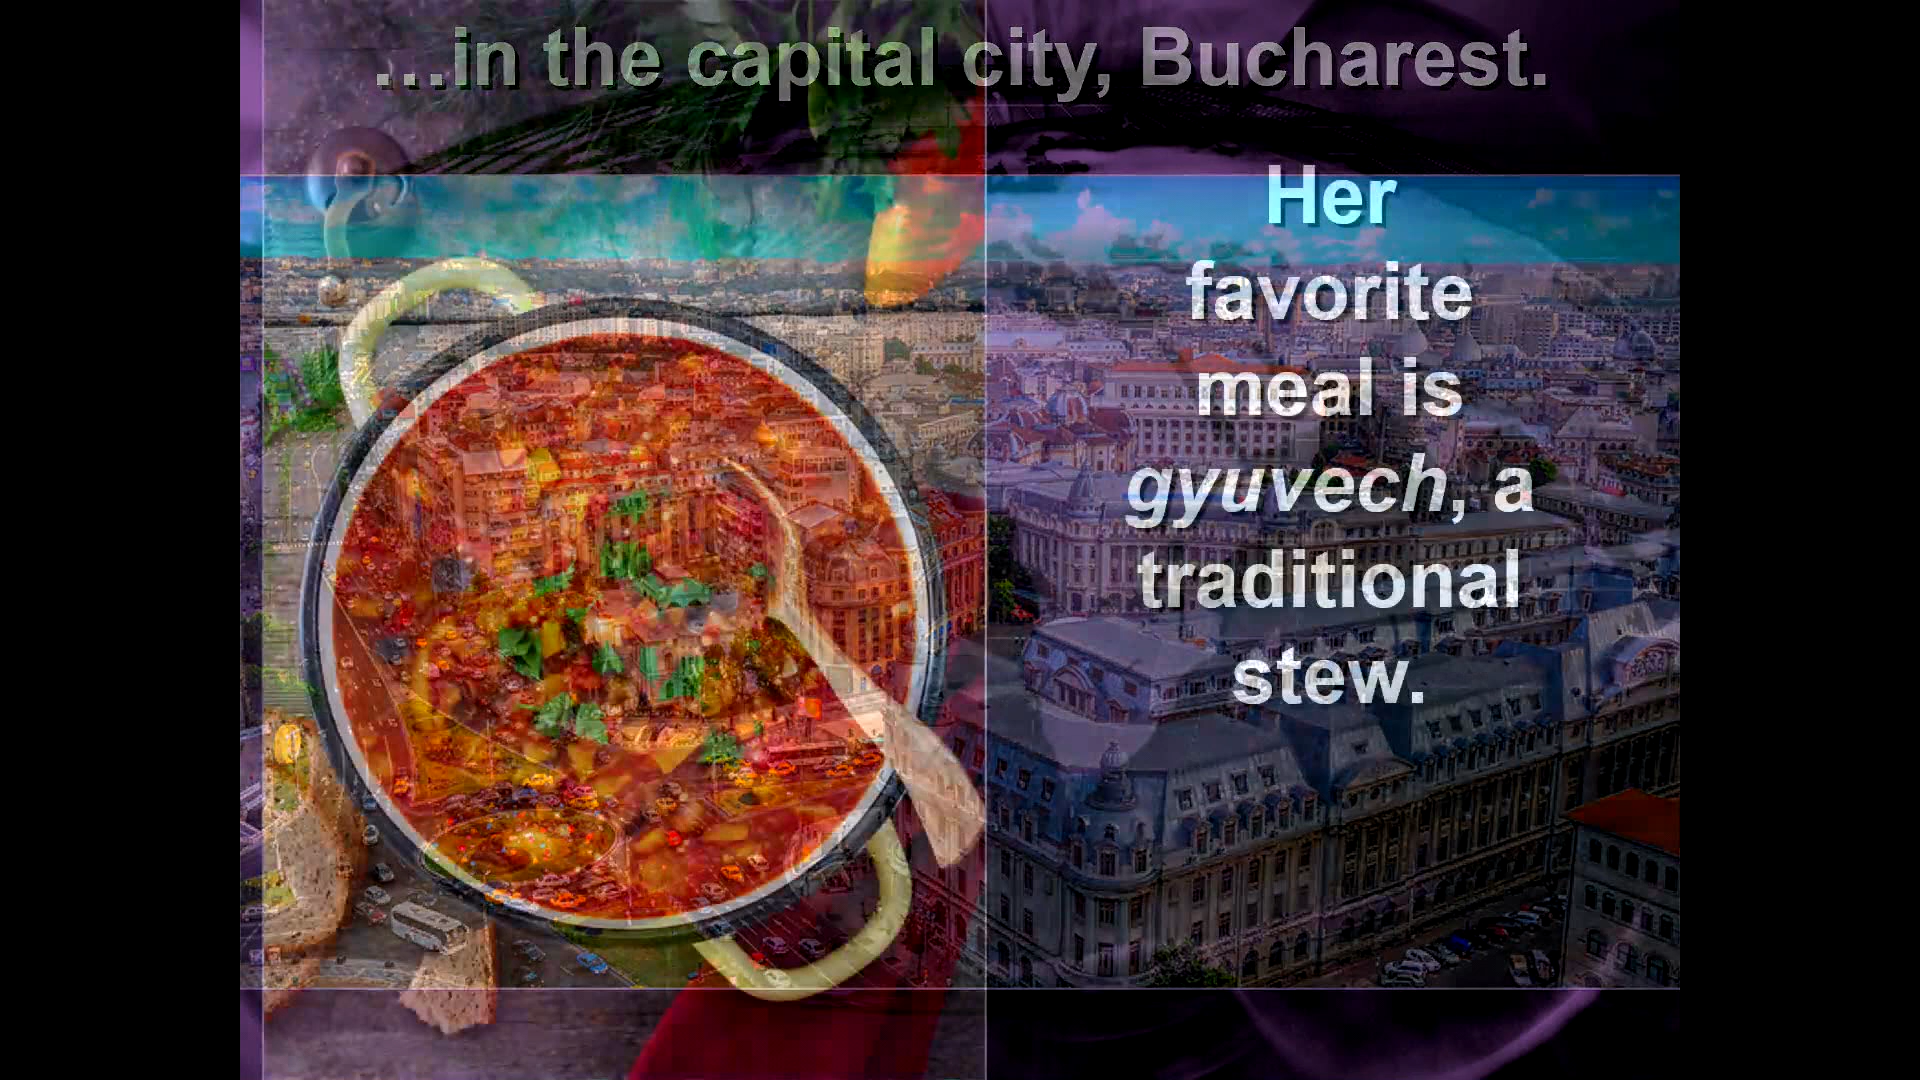 …in the capital city, Bucharest.
Her
favorite
meal is
gyuvech, a
traditional
stew.